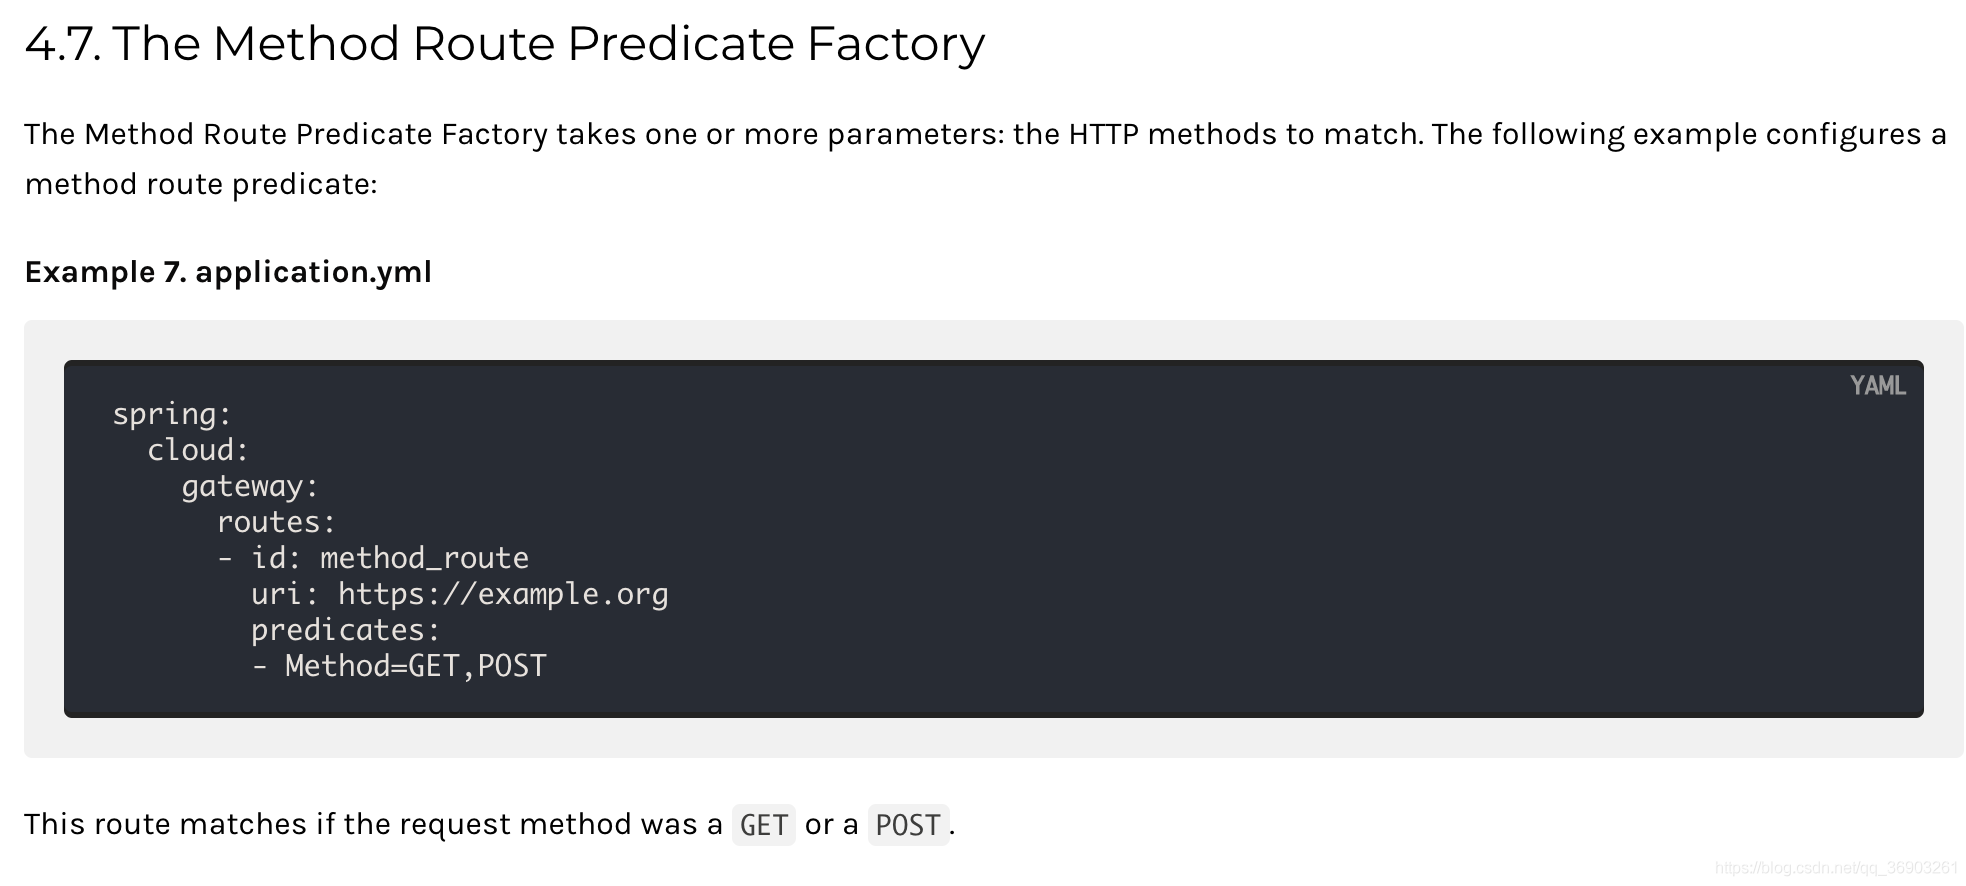 4.7. The Method Route Predicate Factory
The Method Route Predicate Factory takes one or more parameters: the HTTP methods to match. The following example configures a
method route predicate:
Example 7. application.yml
YAML
spring:
  cloud:
    gateway:
      routes:
      - id: method_route
        uri: https://example.org
        predicates:
        - Method=GET,POST
This route matches if the request method was a GET or a POST.
https://blog.csdn.net/qq_36903261